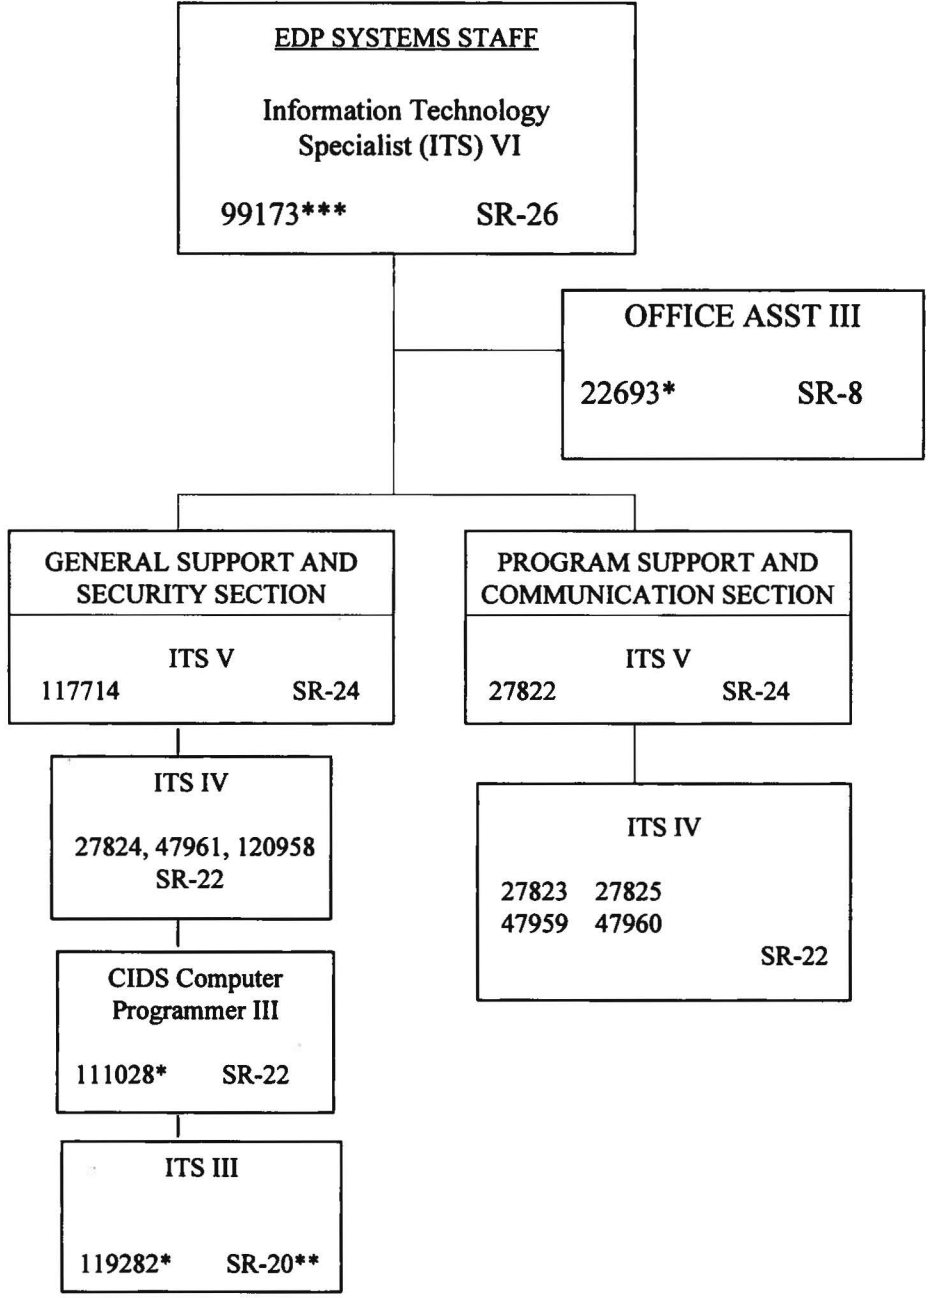 EDP SYSTEMS STAFF
Information Technology
Specialist (ITS) VI
99173*** SR-26
OFFICE ASST III
22693* SR-8
GENERAL SUPPORT AND
SECURITY SECTION
ITS V
117714 SR-24
PROGRAM SUPPORT AND
COMMUNICATION SECTION
ITS V
27822 SR-24
ITS IV
27824, 47961, 120958
SR-22
ITS IV
27823 27825
47959 47960
SR-22
CIDS Computer
Programmer III
111028* SR-22
ITS III
119282* SR-20**